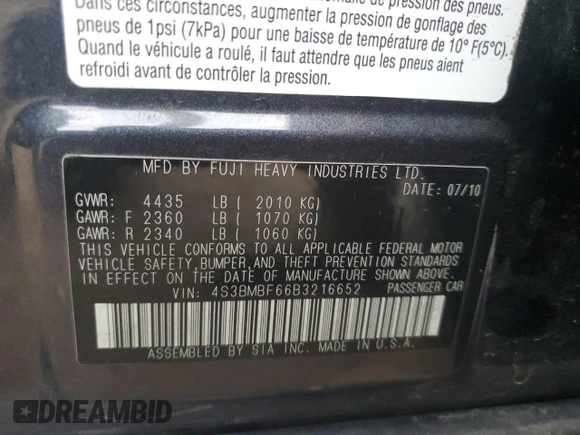 Dans ces circonstances, augmenter la pression de gonflage des
pneus de 1psi (7kPa) pour une baisse de température de 10° F(5°C).
Quand le véhicule a roulé, il faut attendre que les pneus aient
refroidi avant de contrôler la pression.
MFD BY FUJI HEAVY INDUSTRIES LTD.
DATE: 07/10
GVWR: 4435 LB ( 2010 KG)
GAWR: F 2360 LB ( 1070 KG)
GAWR: R 2340 LB ( 1060 KG)
THIS VEHICLE CONFORMS TO ALL APPLICABLE FEDERAL MOTOR
VEHICLE SAFETY,BUMPER,AND THEFT PREVENTION STANDARDS
IN EFFECT ON THE DATE OF MANUFACTURE SHOWN ABOVE.
VIN: 4S3BMBF66B3216652 PASSENGER CAR
ASSEMBLED BY SIA INC. MADE IN U.S.A.
DREAMBID